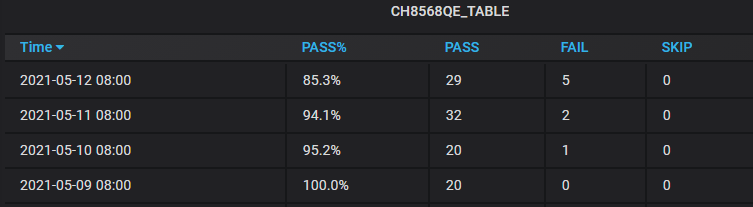 CH8568QE_TABLE
Time PASS% PASS FAIL SKIP
2021-05-12 08:00 85.3% 29 5 0
2021-05-11 08:00 94.1% 32 2 0
2021-05-10 08:00 95.2% 20 1 0
2021-05-09 08:00 100.0% 20 0 0